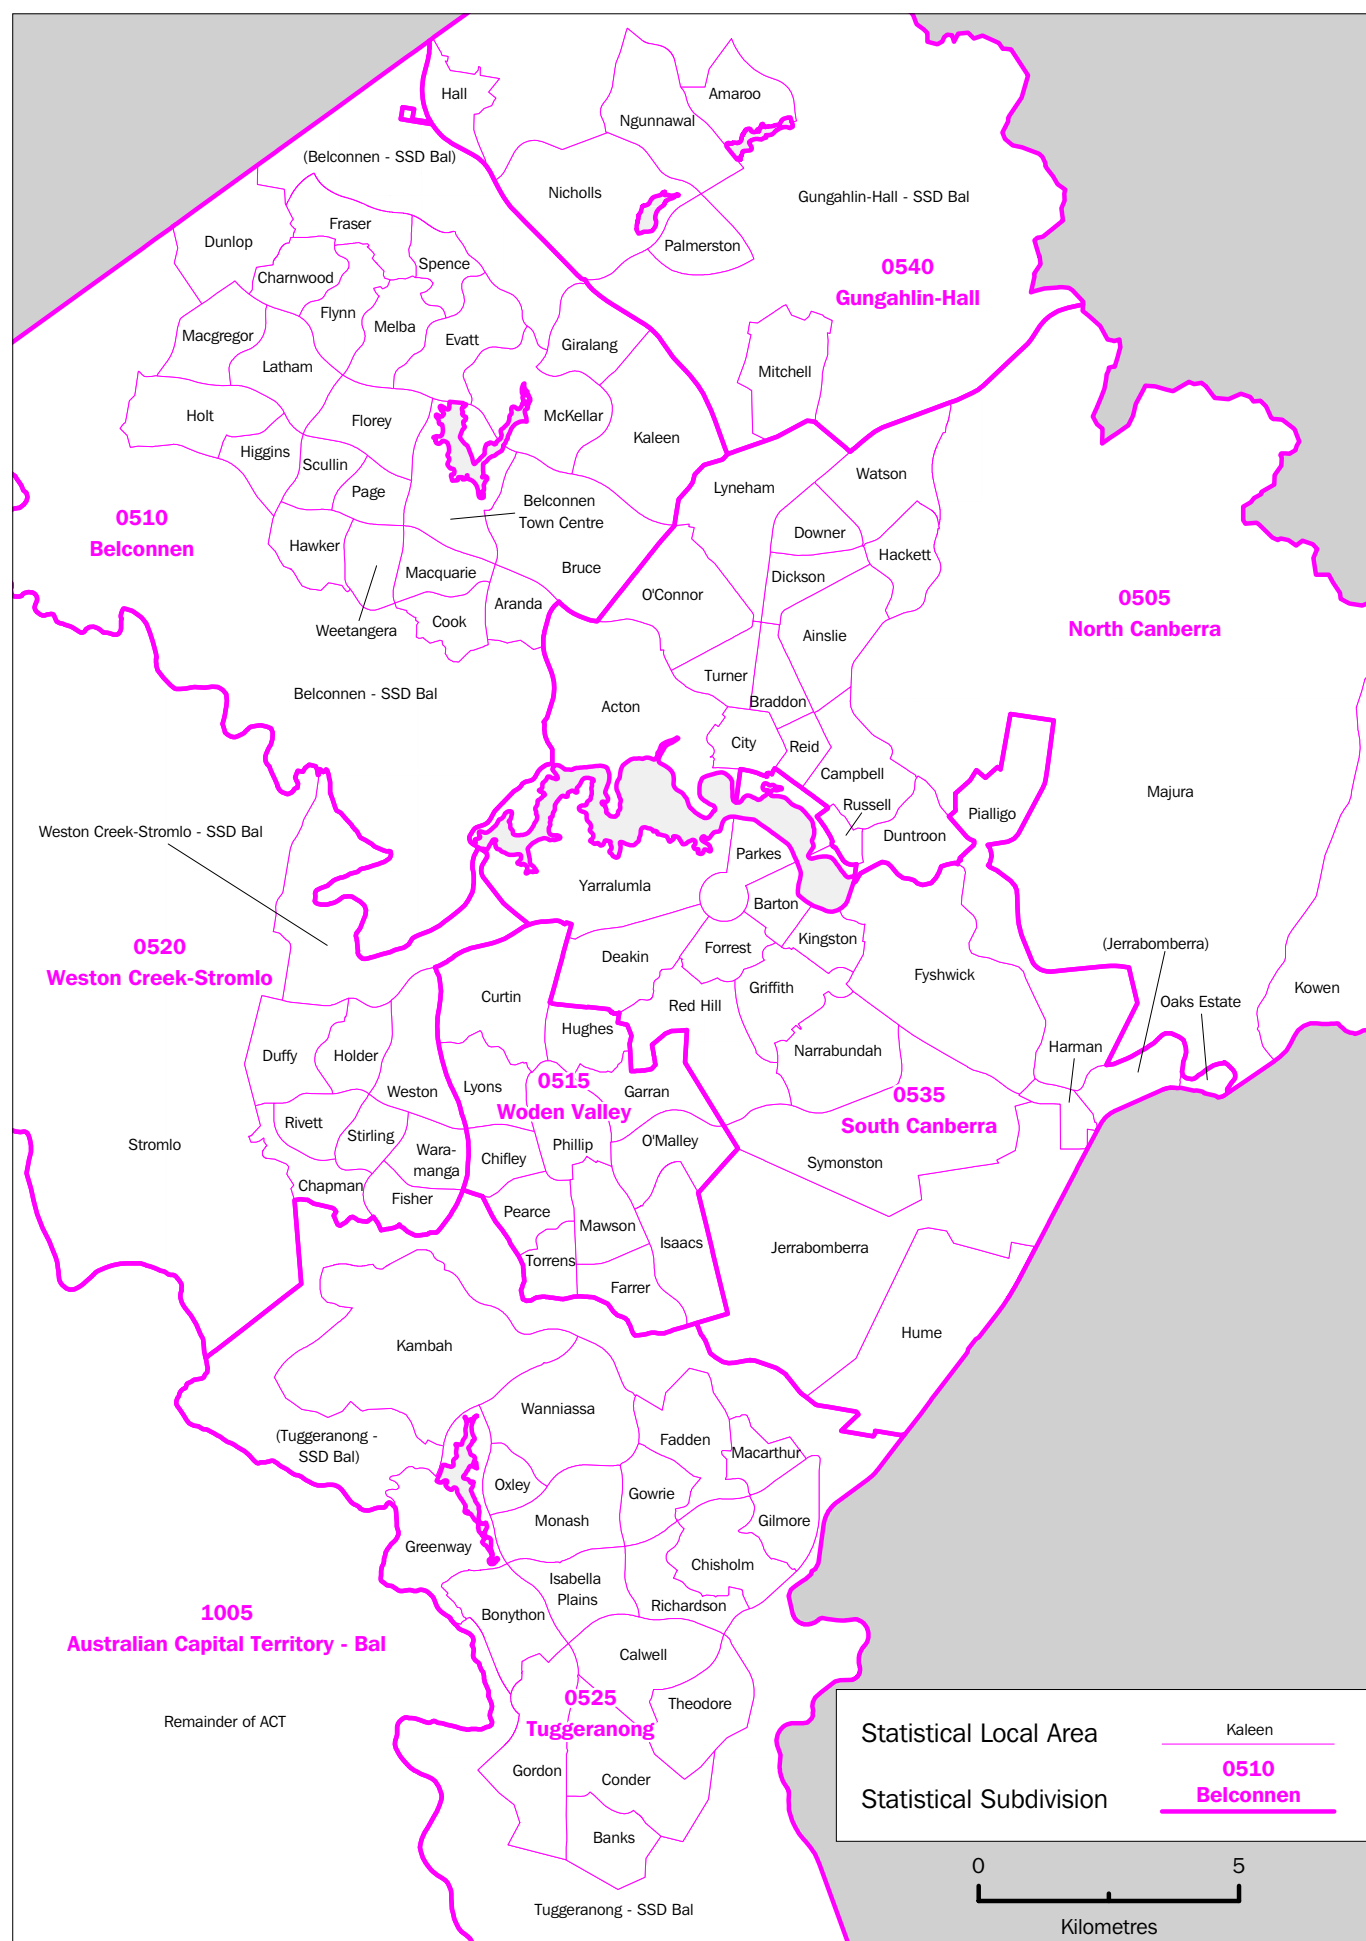 Hall
Amaroo
Ngunnawal
(Belconnen - SSD Bal)
Nicholls
Gungahlin-Hall - SSD Bal
Fraser
Dunlop
Palmerston
Spence
0540
Gungahlin-Hall
Charnwood
Flynn
Melba
Macgregor
Evatt
Giralang
Latham
Mitchell
Holt
Florey
McKellar
Kaleen
Higgins
Scullin
Watson
Page
Lyneham
Belconnen
Town Centre
0510
Belconnen
Downer
Hawker
Hackett
Macquarie
Bruce
Dickson
O'Connor
0505
North Canberra
Aranda
Weetangera
Cook
Ainslie
Belconnen - SSD Bal
Turner
Acton
Braddon
City
Reid
Campbell
Majura
Russell
Pialligo
Weston Creek-Stromlo - SSD Bal
Duntroon
Parkes
Yarralumla
Barton
0520
Weston Creek-Stromlo
Kingston
(Jerrabomberra)
Forrest
Deakin
Fyshwick
Griffith
Kowen
Curtin
Red Hill
Oaks Estate
Hughes
Duffy
Holder
Narrabundah
Harman
Weston
Lyons
0515
Woden Valley
Garran
0535
South Canberra
Rivett
Stirling
Stromlo
Wara-
manga
Chifley
Phillip
O'Malley
Symonston
Chapman
Fisher
Pearce
Mawson
Isaacs
Jerrabomberra
Torrens
Farrer
Hume
Kambah
Wanniassa
(Tuggeranong -
SSD Bal)
Fadden
Macarthur
Oxley
Gowrie
Monash
Gilmore
Greenway
Chisholm
Isabella
Plains
Bonython
Richardson
1005
Australian Capital Territory - Bal
Calwell
0525
Tuggeranong
Theodore
Remainder of ACT
Gordon
Conder
Banks
Tuggeranong - SSD Bal
Statistical Local Area
Kaleen
Statistical Subdivision
0510
Belconnen
0 5
Kilometres